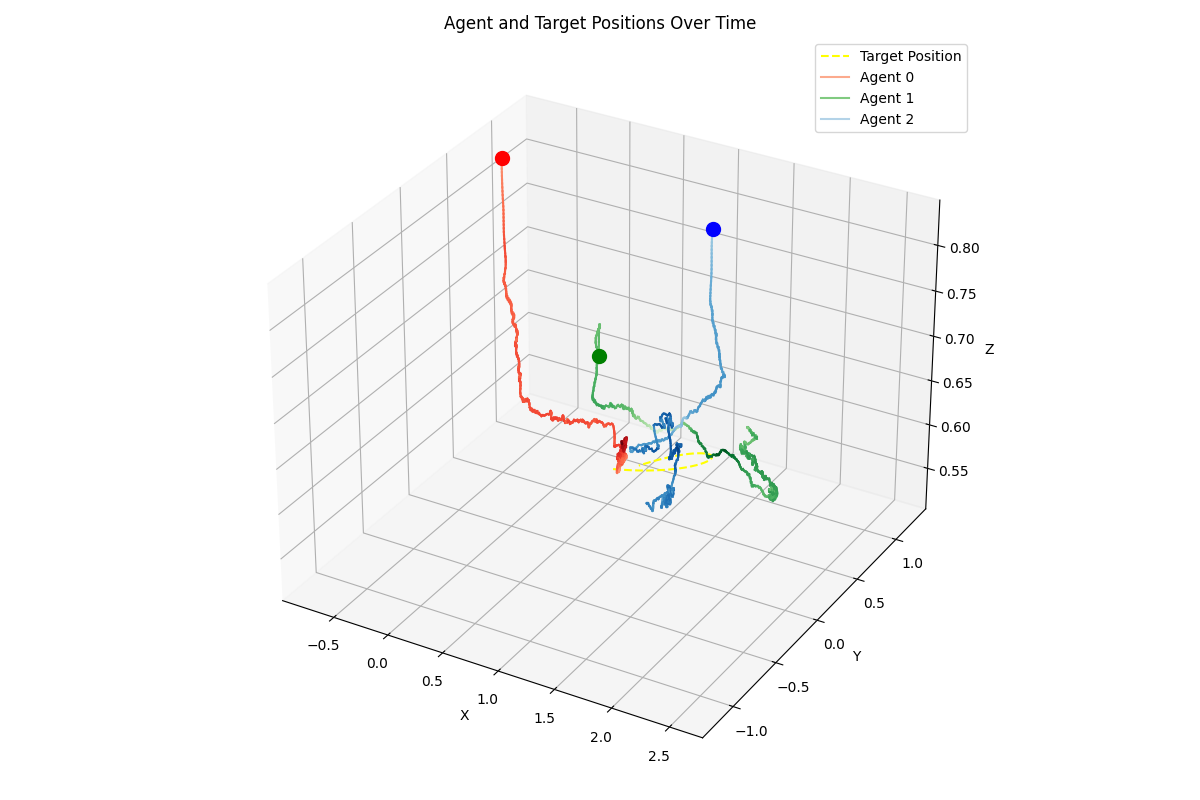 Agent and Target Positions Over Time
Target Position
Agent 0
Agent 1
Agent 2
0.80
0.75
0.70
0.65
0.60
0.55
Z
1.0
0.5
0.0
−0.5
−1.0
Y
−0.5
0.0
0.5
1.0
1.5
2.0
2.5
X